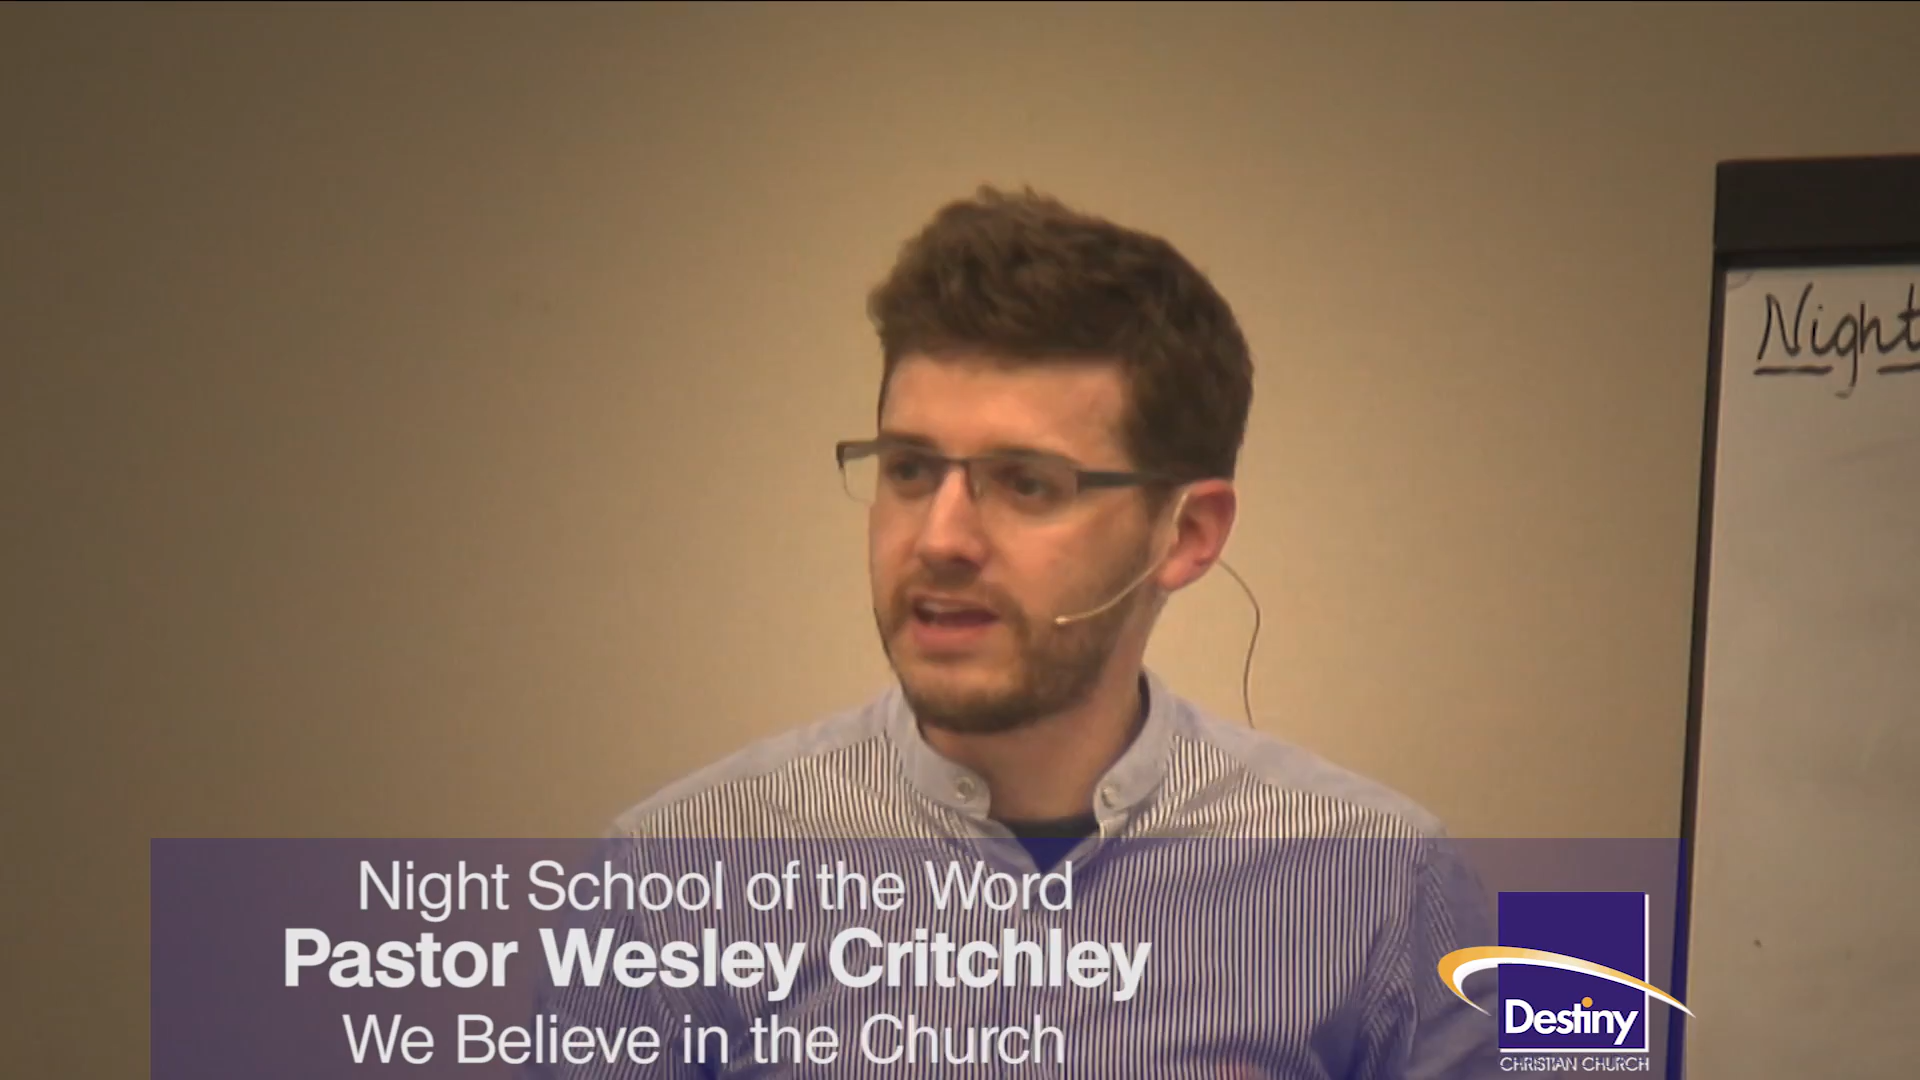 Night
Night School of the Word
Pastor Wesley Critchley
We Believe in the Church
Destiny
CHRISTIAN CHURCH